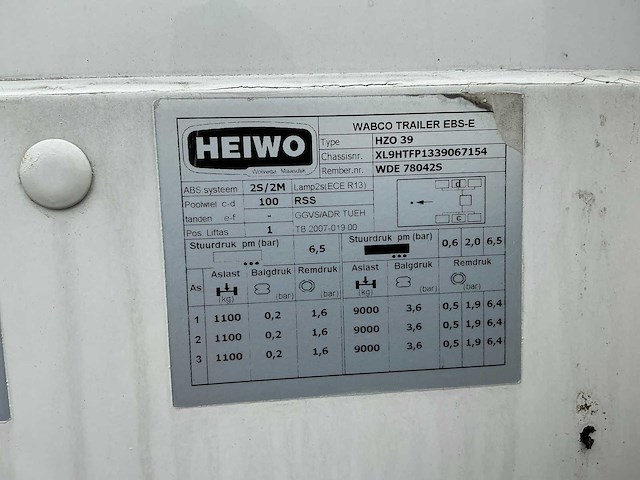 HEIWO
Wolvega Maasdijk
WABCO TRAILER EBS-E
Type HZO 39
Chassisnr. XL9HTFP1339067154
Rember.nr. WDE 78042S
ABS systeem 2S/2M Lamp2s(ECE R13)
Poolwiel c-d 100 RSS
tanden e-f - GGVS/ADR TUEH
Pos. Liftas 1 TB 2007-019.00
d
c
Stuurdruk pm (bar) 6,5 Stuurdruk pm (bar) 0,6 2,0 6,5
As Aslast Balgdruk Remdruk Aslast Balgdruk Remdruk
(kg) (bar) (bar) (kg) (bar) (bar)
1 1100 0,2 1,6 9000 3,6 0,5 1,9 6,4
2 1100 0,2 1,6 9000 3,6 0,5 1,9 6,4
3 1100 0,2 1,6 9000 3,6 0,5 1,9 6,4